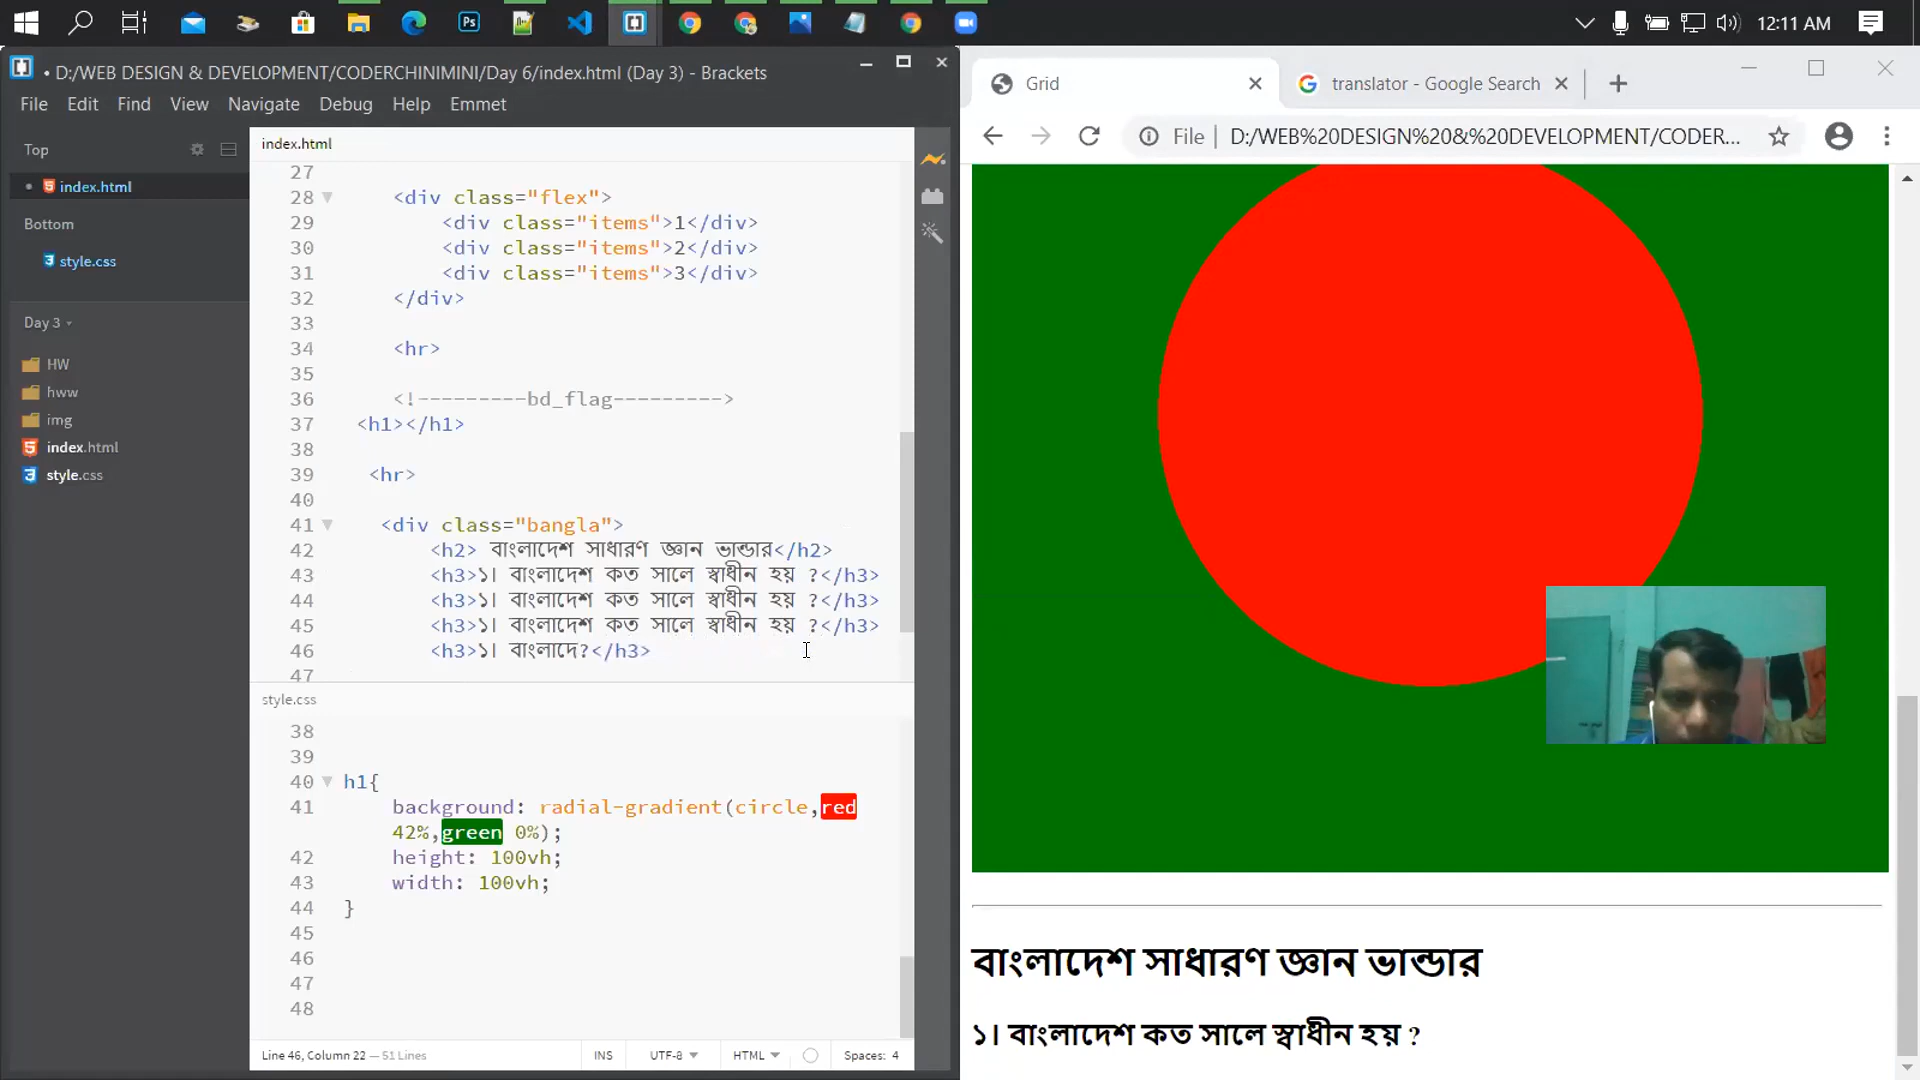 Ps
12:11 AM
• D:/WEB DESIGN & DEVELOPMENT/CODERCHINIMINI/Day 6/index.html (Day 3) - Brackets
File Edit Find View Navigate Debug Help Emmet
Top
• index.html
Bottom
style.css
Day 3
HW
hww
img
index.html
style.css
index.html
27
28 <div class="flex">
29 <div class="items">1</div>
30 <div class="items">2</div>
31 <div class="items">3</div>
32 </div>
33
34 <hr>
35
36 <!---------bd_flag--------->
37 <h1></h1>
38
39 <hr>
40
41 <div class="bangla">
42 <h2> বাংলাদেশ সাধারণ জ্ঞান ভান্ডার</h2>
43 <h3>১। বাংলাদেশ কত সালে স্বাধীন হয় ?</h3>
44 <h3>১। বাংলাদেশ কত সালে স্বাধীন হয় ?</h3>
45 <h3>১। বাংলাদেশ কত সালে স্বাধীন হয় ?</h3>
46 <h3>১। বাংলাদে?</h3>
47
style.css
38
39
40 h1{
41 background: radial-gradient(circle,red
42%,green 0%);
42 height: 100vh;
43 width: 100vh;
44 }
45
46
47
48
Line 46, Column 22 — 51 Lines
INS UTF-8 HTML Spaces: 4
Grid
translator - Google Search
File | D:/WEB%20DESIGN%20&%20DEVELOPMENT/CODER...
বাংলাদেশ সাধারণ জ্ঞান ভান্ডার
১। বাংলাদেশ কত সালে স্বাধীন হয় ?